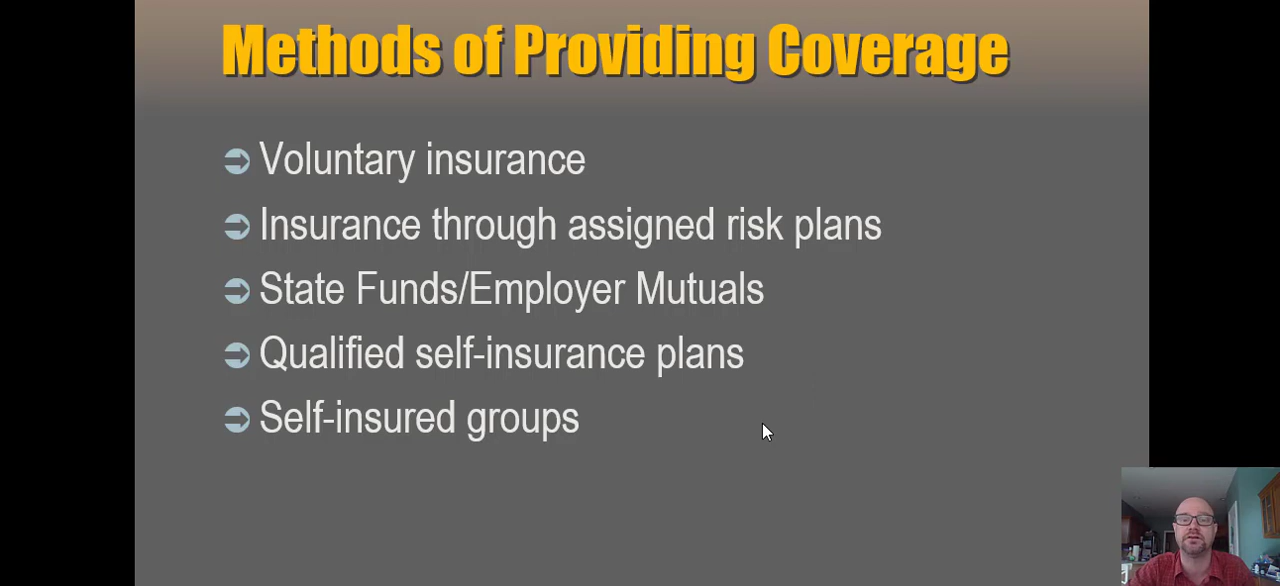 Methods of Providing Coverage
Voluntary insurance
Insurance through assigned risk plans
State Funds/Employer Mutuals
Qualified self-insurance plans
Self-insured groups